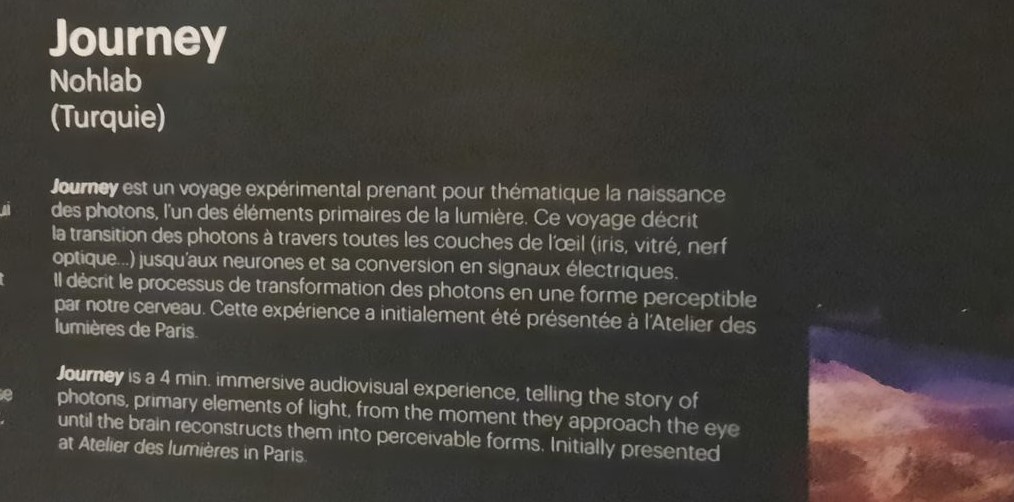 Journey
Nohlab
(Turquie)
Journey est un voyage expérimental prenant pour thématique la naissance
des photons, l'un des éléments primaires de la lumière. Ce voyage décrit
la transition des photons à travers toutes les couches de l'œil (iris, vitré, nerf
optique...) jusqu'aux neurones et sa conversion en signaux électriques.
Il décrit le processus de transformation des photons en une forme perceptible
par notre cerveau. Cette expérience a initialement été présentée à l'Atelier des
lumières de Paris.
Journey is a 4 min. immersive audiovisual experience, telling the story of
photons, primary elements of light, from the moment they approach the eye
until the brain reconstructs them into perceivable forms. Initially presented
at Atelier des lumières in Paris.